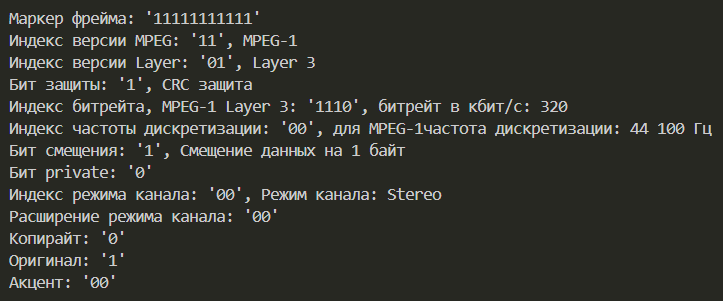 Маркер фрейма: '11111111111'
Индекс версии MPEG: '11', MPEG-1
Индекс версии Layer: '01', Layer 3
Бит защиты: '1', CRC защита
Индекс битрейта, MPEG-1 Layer 3: '1110', битрейт в кбит/с: 320
Индекс частоты дискретизации: '00', для MPEG-1частота дискретизации: 44 100 Гц
Бит смещения: '1', Смещение данных на 1 байт
Бит private: '0'
Индекс режима канала: '00', Режим канала: Stereo
Расширение режима канала: '00'
Копирайт: '0'
Оригинал: '1'
Акцент: '00'